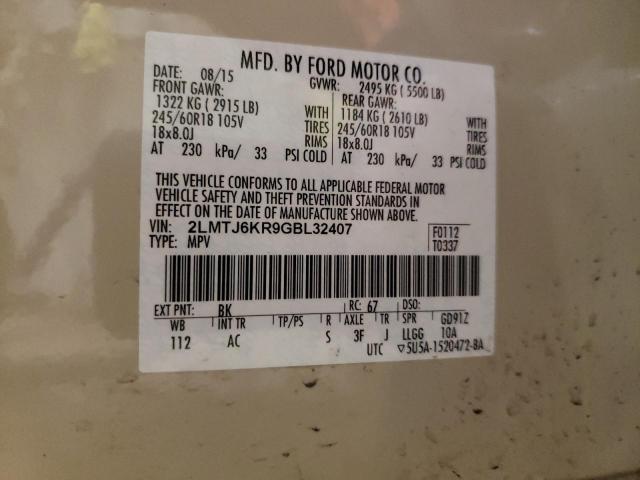 MFD. BY FORD MOTOR CO.
DATE: 08/15 GVWR: 2495 KG ( 5500 LB)
FRONT GAWR: REAR GAWR:
1322 KG ( 2915 LB) WITH 1184 KG ( 2610 LB) WITH
245/60R18 105V TIRES 245/60R18 105V TIRES
18x8.0J RIMS 18x8.0J RIMS
AT 230 kPa/ 33 PSI COLD AT 230 kPa/ 33 PSI COLD
THIS VEHICLE CONFORMS TO ALL APPLICABLE FEDERAL MOTOR
VEHICLE SAFETY AND THEFT PREVENTION STANDARDS IN
EFFECT ON THE DATE OF MANUFACTURE SHOWN ABOVE.
VIN: 2LMTJ6KR9GBL32407 F0112
TYPE: MPV T0337
EXT PNT: BK RC: 67 DSO:
WB INT TR TP/PS R AXLE TR SPR GD91Z
112 AC S 3F J LLGG 10A
UTC ▽5U5A-1520472-BA